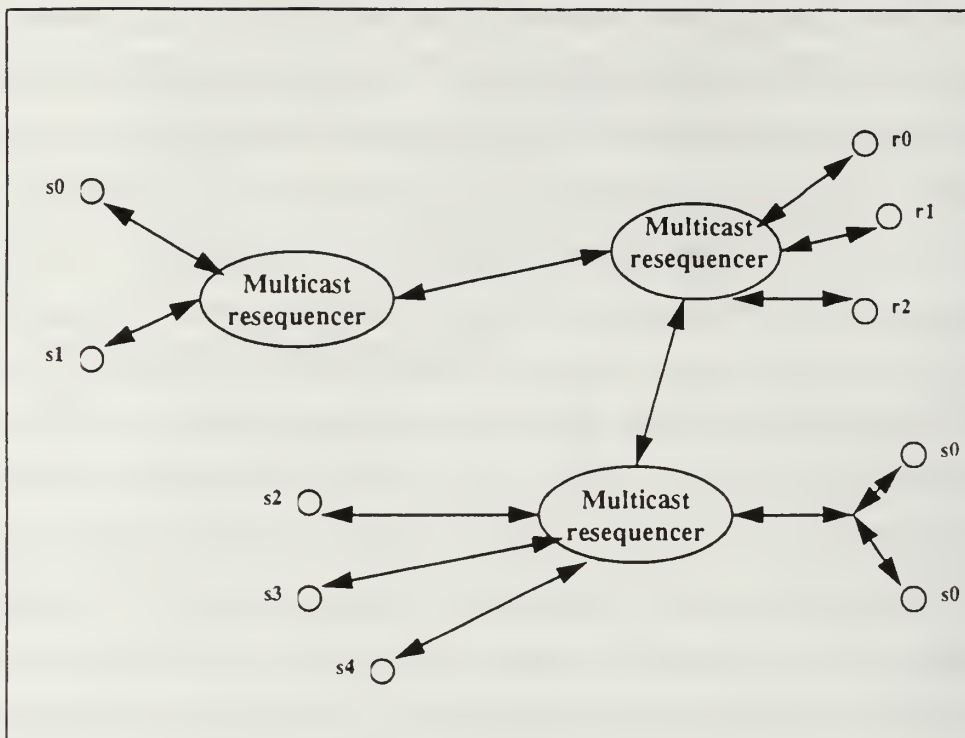 r0
s0
r1
Multicast
resequencer
Multicast
resequencer
r2
s1
s0
s2
Multicast
resequencer
s3
s0
s4